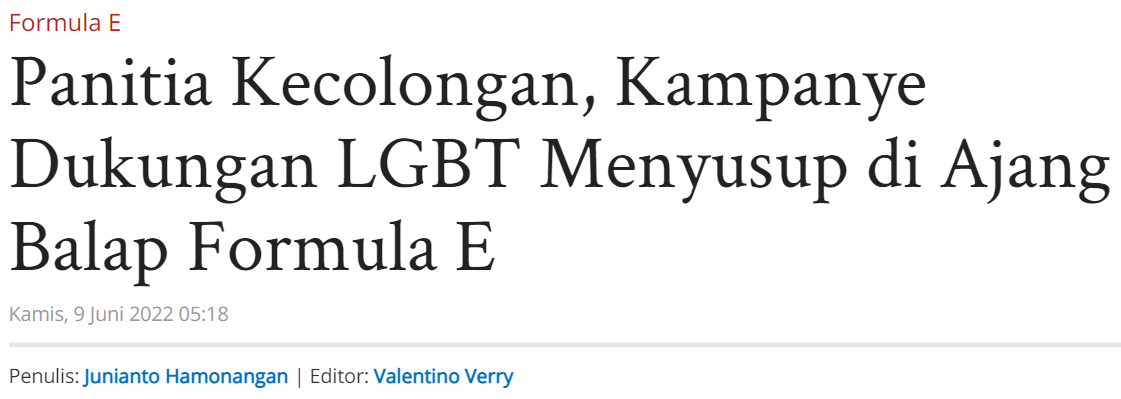 Formula E
Panitia Kecolongan, Kampanye
Dukungan LGBT Menyusup di Ajang
Balap Formula E
Kamis, 9 Juni 2022 05:18
Penulis: Junianto Hamonangan | Editor: Valentino Verry